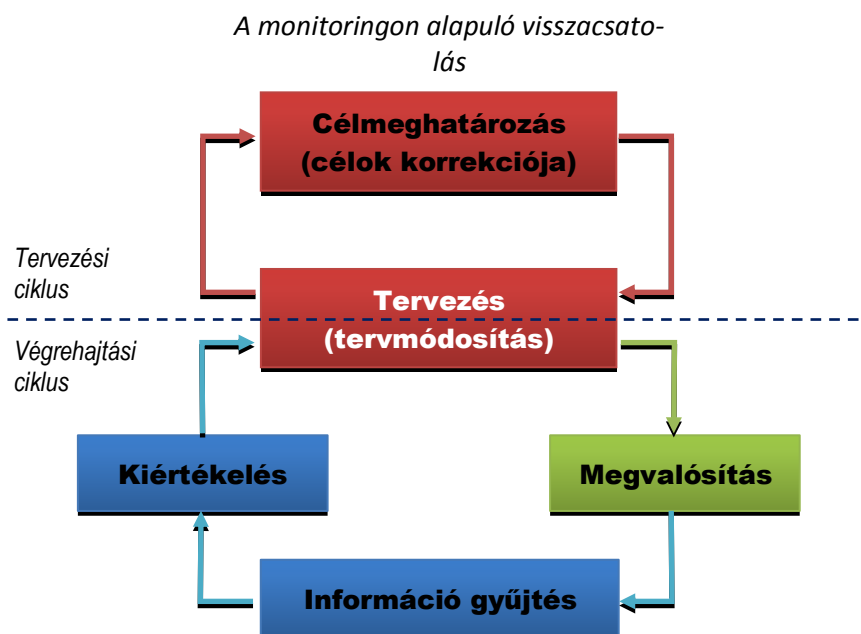 A monitoringon alapuló visszacsato-
lás
Célmeghatározás
(célok korrekciója)
Tervezési
ciklus
Tervezés
(tervmódosítás)
Végrehajtási
ciklus
Kiértékelés
Megvalósítás
Információ gyűjtés